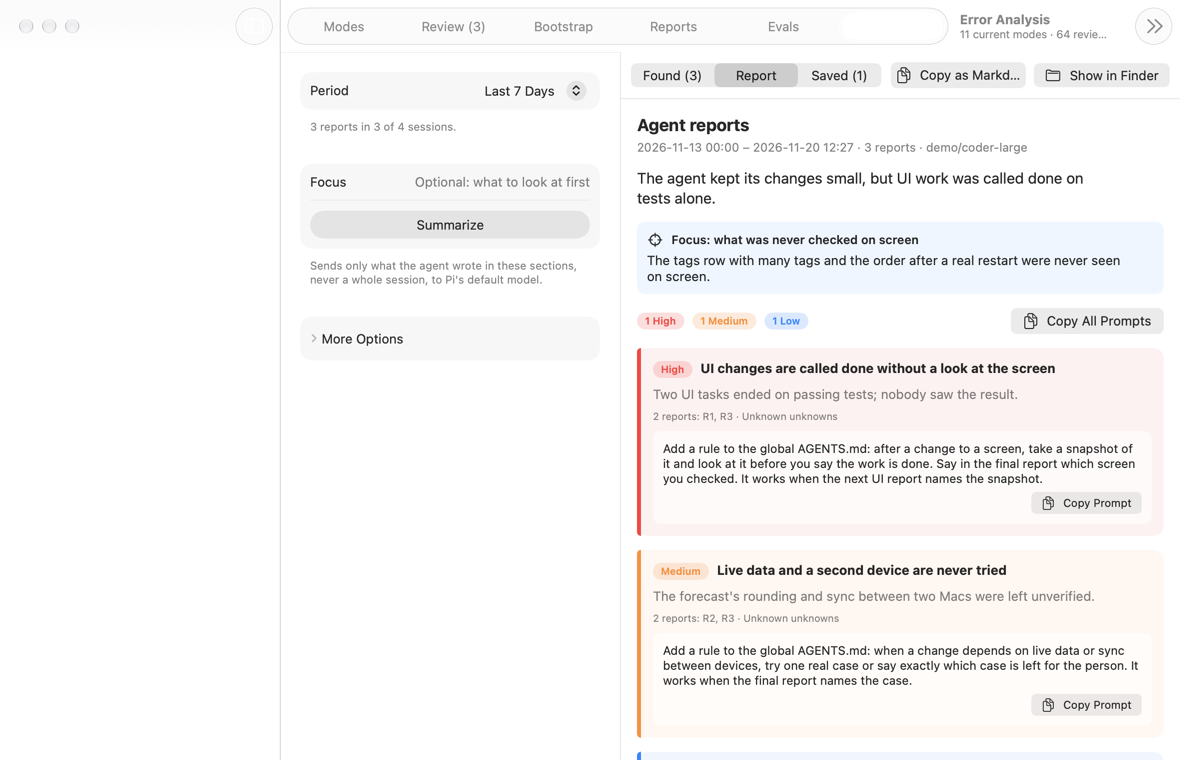 Modes
Review (3)
Bootstrap
Reports
Evals
Error Analysis
11 current modes · 64 revie...
Period
Last 7 Days
3 reports in 3 of 4 sessions.
Focus
Optional: what to look at first
Summarize
Sends only what the agent wrote in these sections,
never a whole session, to Pi's default model.
More Options
Found (3)
Report
Saved (1)
Copy as Markd...
Show in Finder
Agent reports
2026-11-13 00:00 – 2026-11-20 12:27 · 3 reports · demo/coder-large
The agent kept its changes small, but UI work was called done on
tests alone.
Focus: what was never checked on screen
The tags row with many tags and the order after a real restart were never seen
on screen.
1 High
1 Medium
1 Low
Copy All Prompts
High
UI changes are called done without a look at the screen
Two UI tasks ended on passing tests; nobody saw the result.
2 reports: R1, R3 · Unknown unknowns
Add a rule to the global AGENTS.md: after a change to a screen, take a snapshot of
it and look at it before you say the work is done. Say in the final report which screen
you checked. It works when the next UI report names the snapshot.
Copy Prompt
Medium
Live data and a second device are never tried
The forecast's rounding and sync between two Macs were left unverified.
2 reports: R2, R3 · Unknown unknowns
Add a rule to the global AGENTS.md: when a change depends on live data or sync
between devices, try one real case or say exactly which case is left for the person. It
works when the final report names the case.
Copy Prompt